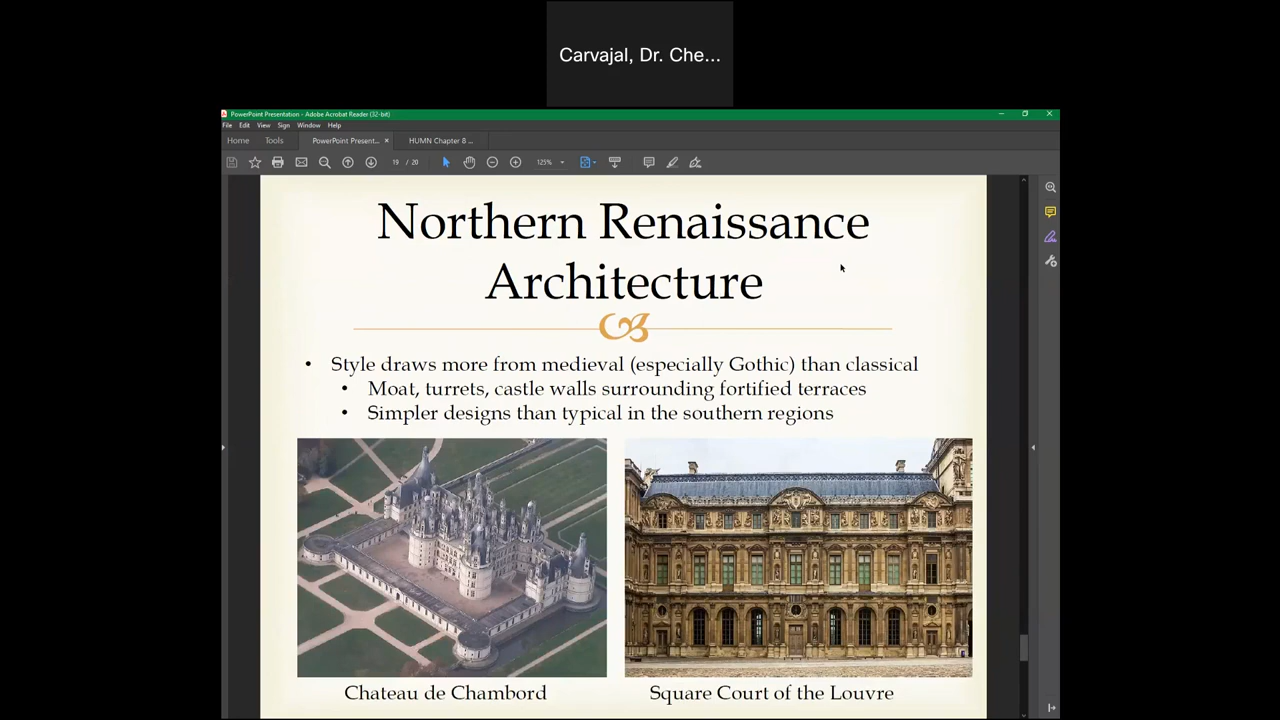 Carvajal, Dr. Che...
PowerPoint Presentation - Adobe Acrobat Reader (32-bit)
File Edit View Sign Window Help
Home Tools PowerPoint Present... × HUMN Chapter 8 ...
19 / 20 125%
Northern Renaissance
Architecture
• Style draws more from medieval (especially Gothic) than classical
• Moat, turrets, castle walls surrounding fortified terraces
• Simpler designs than typical in the southern regions
Chateau de Chambord Square Court of the Louvre